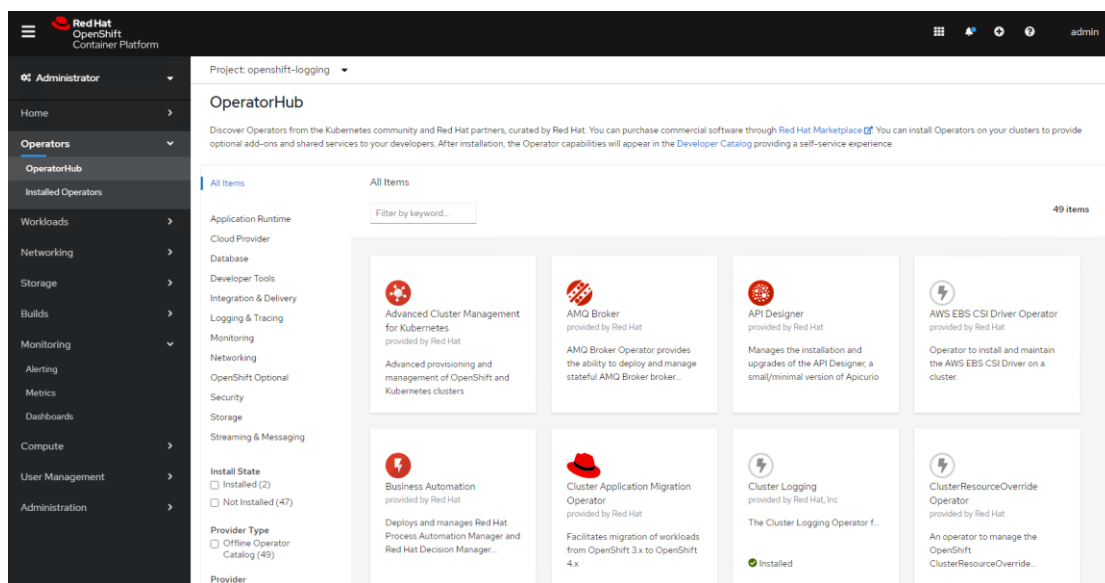 Red Hat
OpenShift
Container Platform
admin
Administrator
Home
Operators
OperatorHub
Installed Operators
Workloads
Networking
Storage
Builds
Monitoring
Alerting
Metrics
Dashboards
Compute
User Management
Administration
Project: openshift-logging
OperatorHub
Discover Operators from the Kubernetes community and Red Hat partners, curated by Red Hat. You can purchase commercial software through Red Hat Marketplace You can install Operators on your clusters to provide
optional add-ons and shared services to your developers. After installation, the Operator capabilities will appear in the Developer Catalog providing a self-service experience.
All Items
Application Runtime
Cloud Provider
Database
Developer Tools
Integration & Delivery
Logging & Tracing
Monitoring
Networking
OpenShift Optional
Security
Storage
Streaming & Messaging
Install State
Installed (2)
Not Installed (47)
Provider Type
Offline Operator
Catalog (49)
Provider
All Items
Filter by keyword...
49 items
Advanced Cluster Management
for Kubernetes
provided by Red Hat
Advanced provisioning and
management of OpenShift and
Kubernetes clusters
AMQ Broker
provided by Red Hat
AMQ Broker Operator provides
the ability to deploy and manage
stateful AMQ Broker broker...
API Designer
provided by Red Hat
Manages the installation and
upgrades of the API Designer, a
small/minimal version of Apicurio
AWS EBS CSI Driver Operator
provided by Red Hat
Operator to install and maintain
the AWS EBS CSI Driver on a
cluster.
Business Automation
provided by Red Hat
Deploys and manages Red Hat
Process Automation Manager and
Red Hat Decision Manager...
Cluster Application Migration
Operator
provided by Red Hat
Facilitates migration of workloads
from OpenShift 3.x to OpenShift
4.x
Cluster Logging
provided by Red Hat, Inc
The Cluster Logging Operator f...
Installed
ClusterResourceOverride
Operator
provided by Red Hat
An operator to manage the
OpenShift
ClusterResourceOverride...